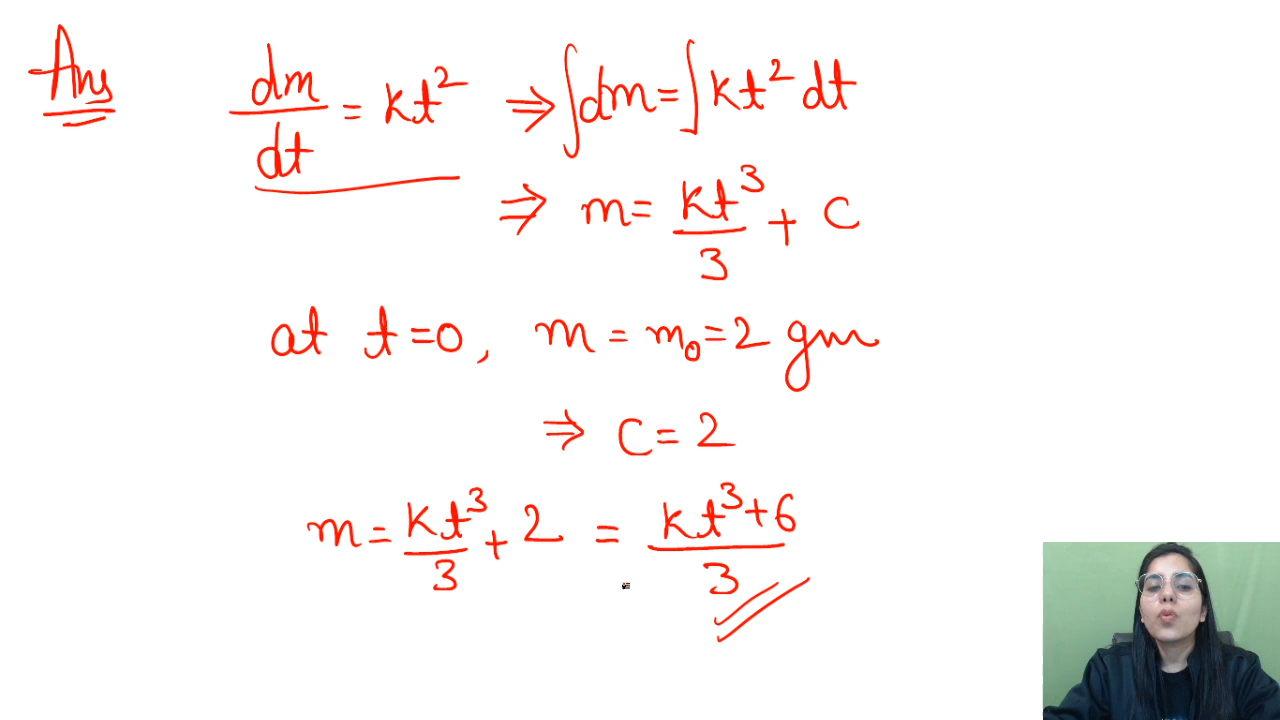 Ans
dm/dt = kt² ⇒ ∫dm = ∫kt² dt
⇒ m = kt³/3 + C
at t=0, m = m₀ = 2 gm
⇒ C = 2
m = kt³/3 + 2 = kt³+6/3